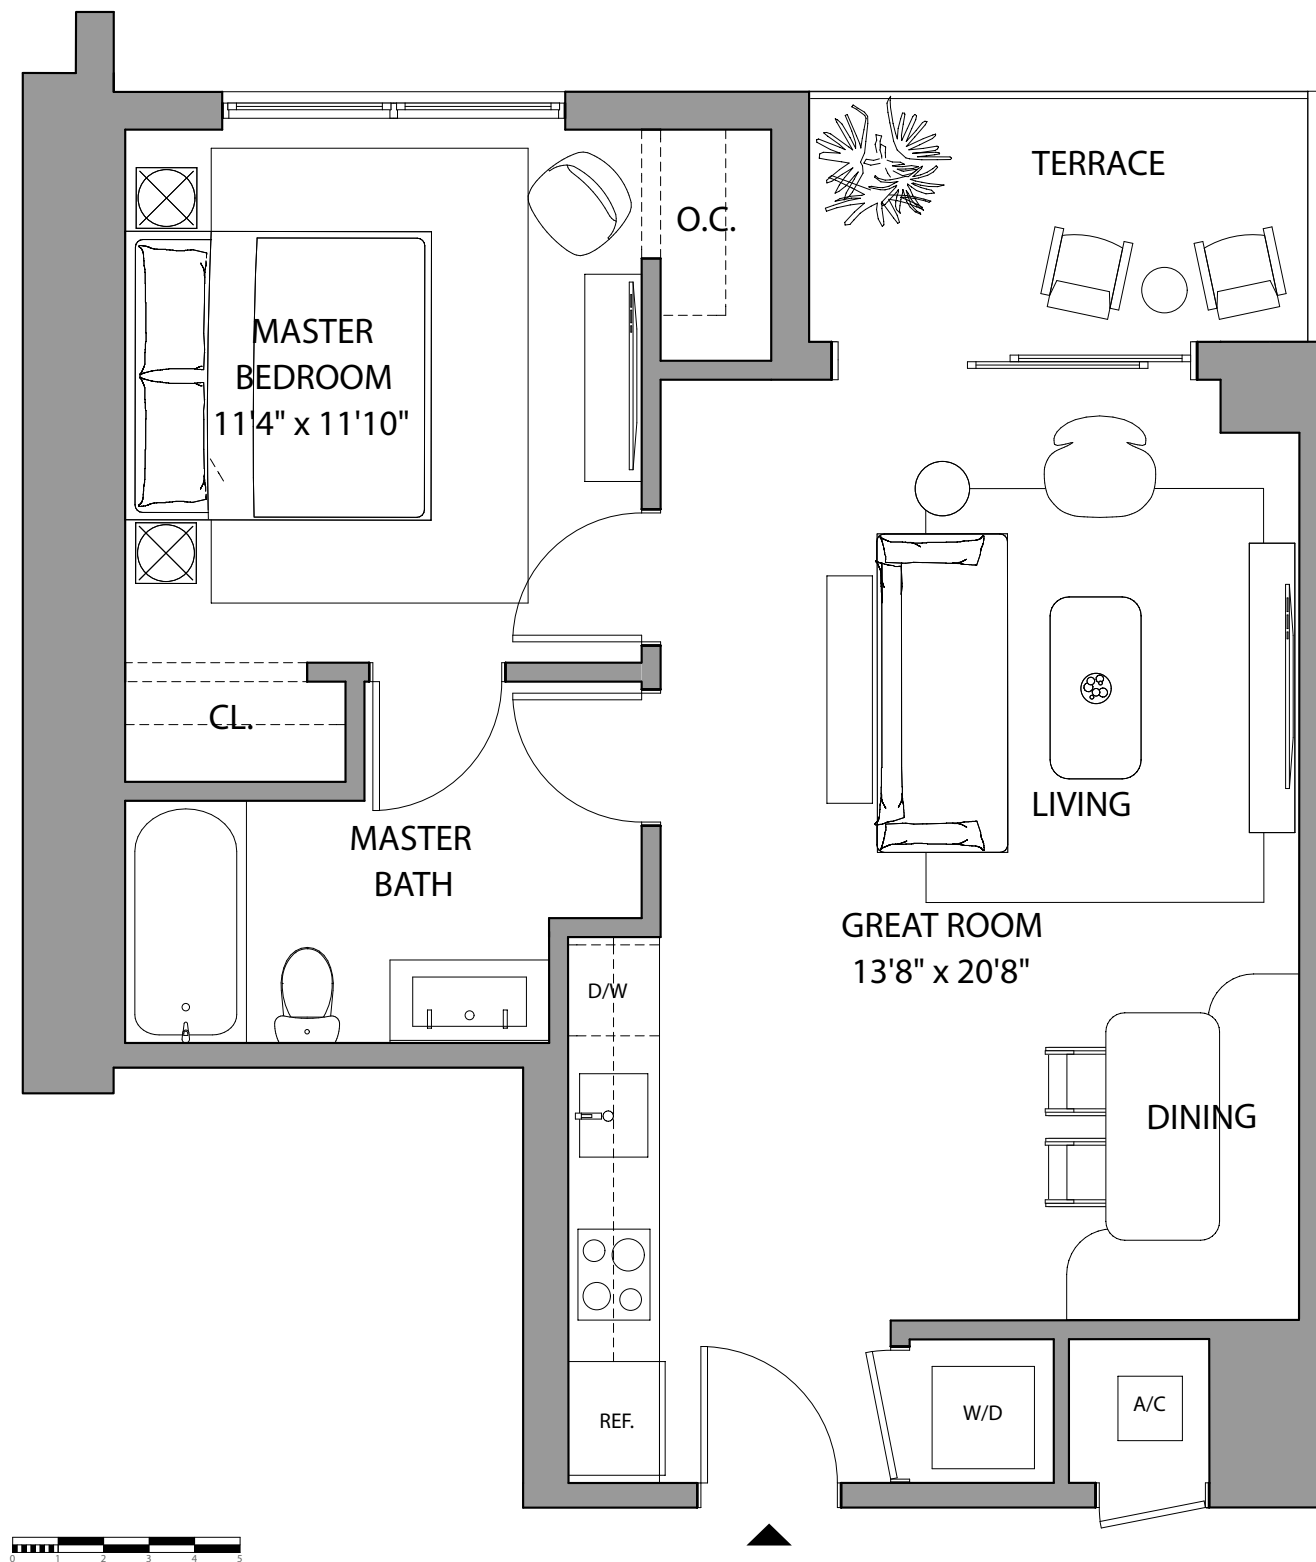 TERRACE
O.C.
MASTER
BEDROOM
11'4" x 11'10"
CL.
LIVING
MASTER
BATH
GREAT ROOM
13'8" x 20'8"
D/W
DINING
W/D
A/C
REF.
0 1 2 3 4 5